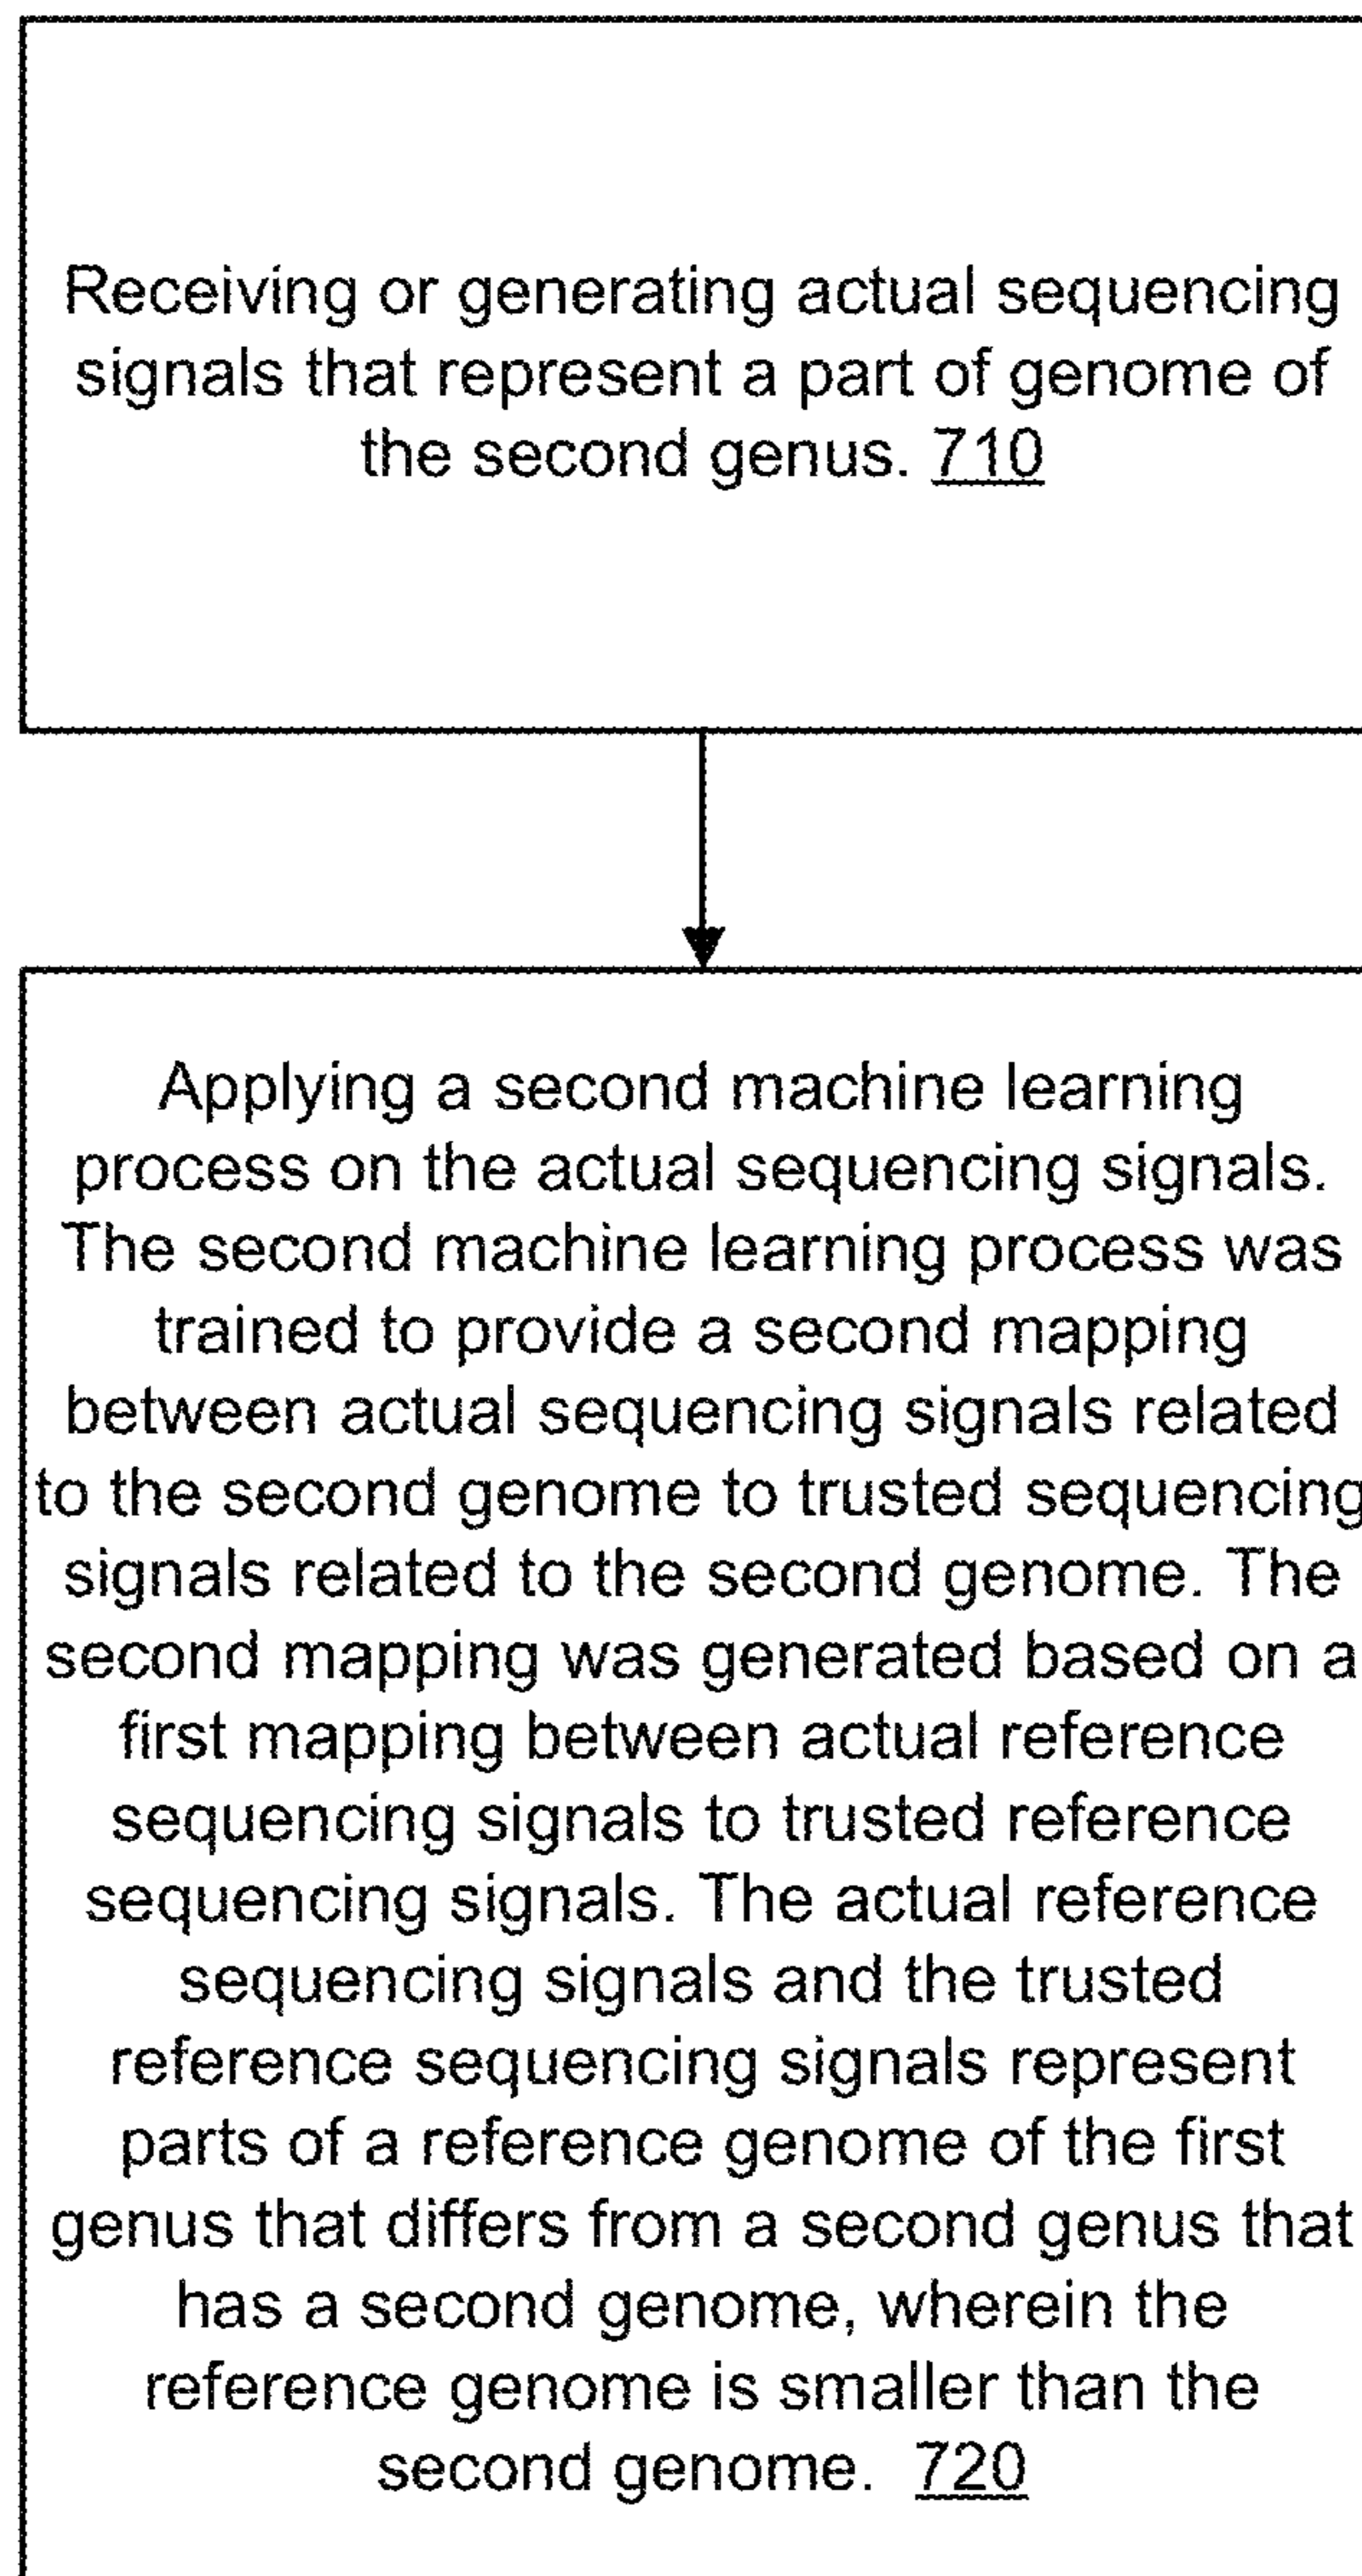 Receiving or generating actual sequencing
signals that represent a part of genome of
the second genus. 710
Applying a second machine learning
process on the actual sequencing signals.
The second machine learning process was
trained to provide a second mapping
between actual sequencing signals related
to the second genome to trusted sequencing
signals related to the second genome. The
second mapping was generated based on a
first mapping between actual reference
sequencing signals to trusted reference
sequencing signals. The actual reference
sequencing signals and the trusted
reference sequencing signals represent
parts of a reference genome of the first
genus that differs from a second genus that
has a second genome, wherein the
reference genome is smaller than the
second genome. 720